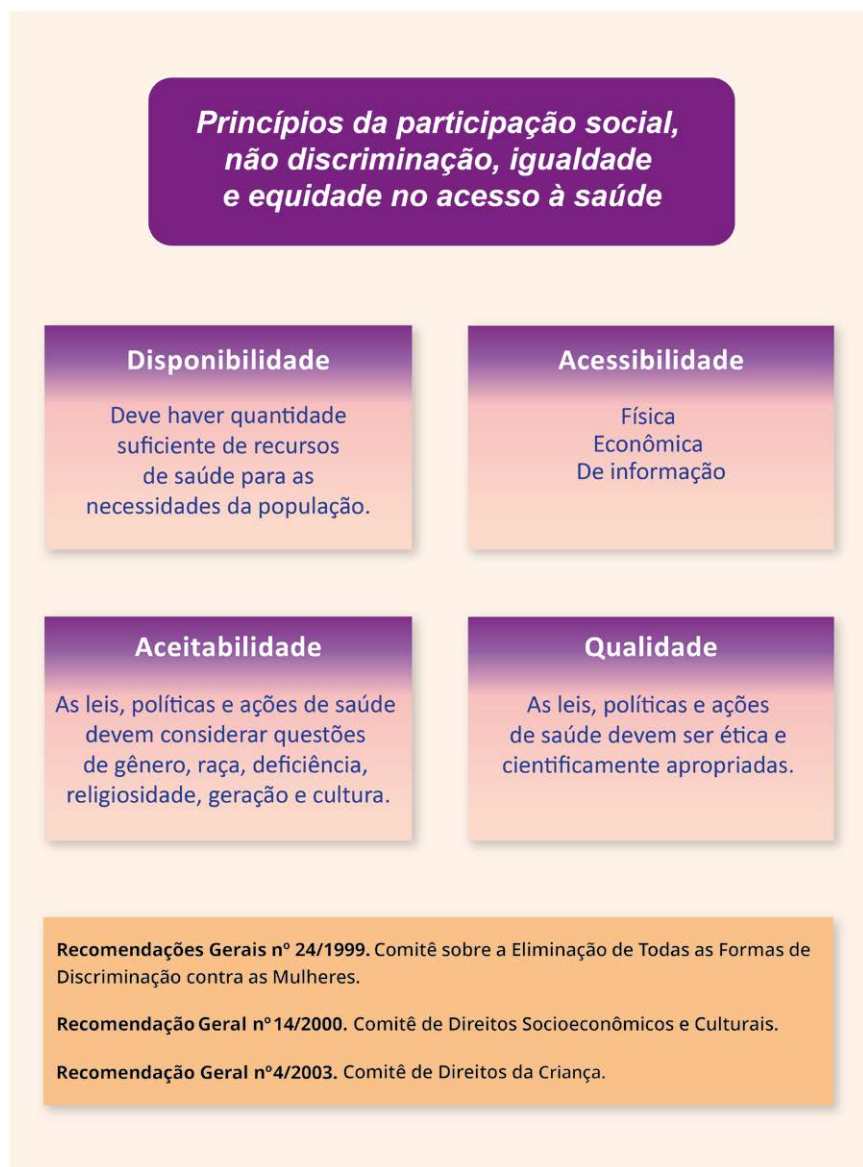 Princípios da participação social,
não discriminação, igualdade
e equidade no acesso à saúde
Disponibilidade
Deve haver quantidade
suficiente de recursos
de saúde para as
necessidades da população.
Acessibilidade
Física
Econômica
De informação
Aceitabilidade
As leis, políticas e ações de saúde
devem considerar questões
de gênero, raça, deficiência,
religiosidade, geração e cultura.
Qualidade
As leis, políticas e ações
de saúde devem ser ética e
cientificamente apropriadas.
Recomendações Gerais nº 24/1999. Comitê sobre a Eliminação de Todas as Formas de
Discriminação contra as Mulheres.
Recomendação Geral nº14/2000. Comitê de Direitos Socioeconômicos e Culturais.
Recomendação Geral nº4/2003. Comitê de Direitos da Criança.